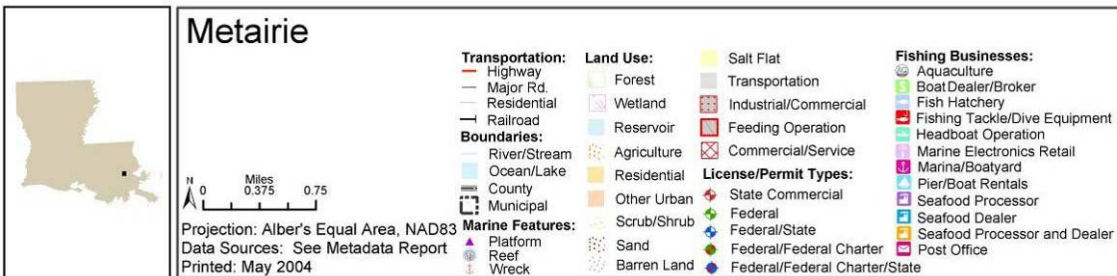 Metairie
N
Miles
0 0.375 0.75
Projection: Alber's Equal Area, NAD83
Data Sources: See Metadata Report
Printed: May 2004
Transportation:
Highway
Major Rd.
Residential
Railroad
Boundaries:
River/Stream
Ocean/Lake
County
Municipal
Marine Features:
Platform
Reef
Wreck
Land Use:
Forest
Wetland
Reservoir
Agriculture
Residential
Other Urban
Scrub/Shrub
Sand
Barren Land
Salt Flat
Transportation
Industrial/Commercial
Feeding Operation
Commercial/Service
License/Permit Types:
State Commercial
Federal
Federal/State
Federal/Federal Charter
Federal/Federal Charter/State
Fishing Businesses:
Aquaculture
Boat Dealer/Broker
Fish Hatchery
Fishing Tackle/Dive Equipment
Headboat Operation
Marine Electronics Retail
Marina/Boatyard
Pier/Boat Rentals
Seafood Processor
Seafood Dealer
Seafood Processor and Dealer
Post Office